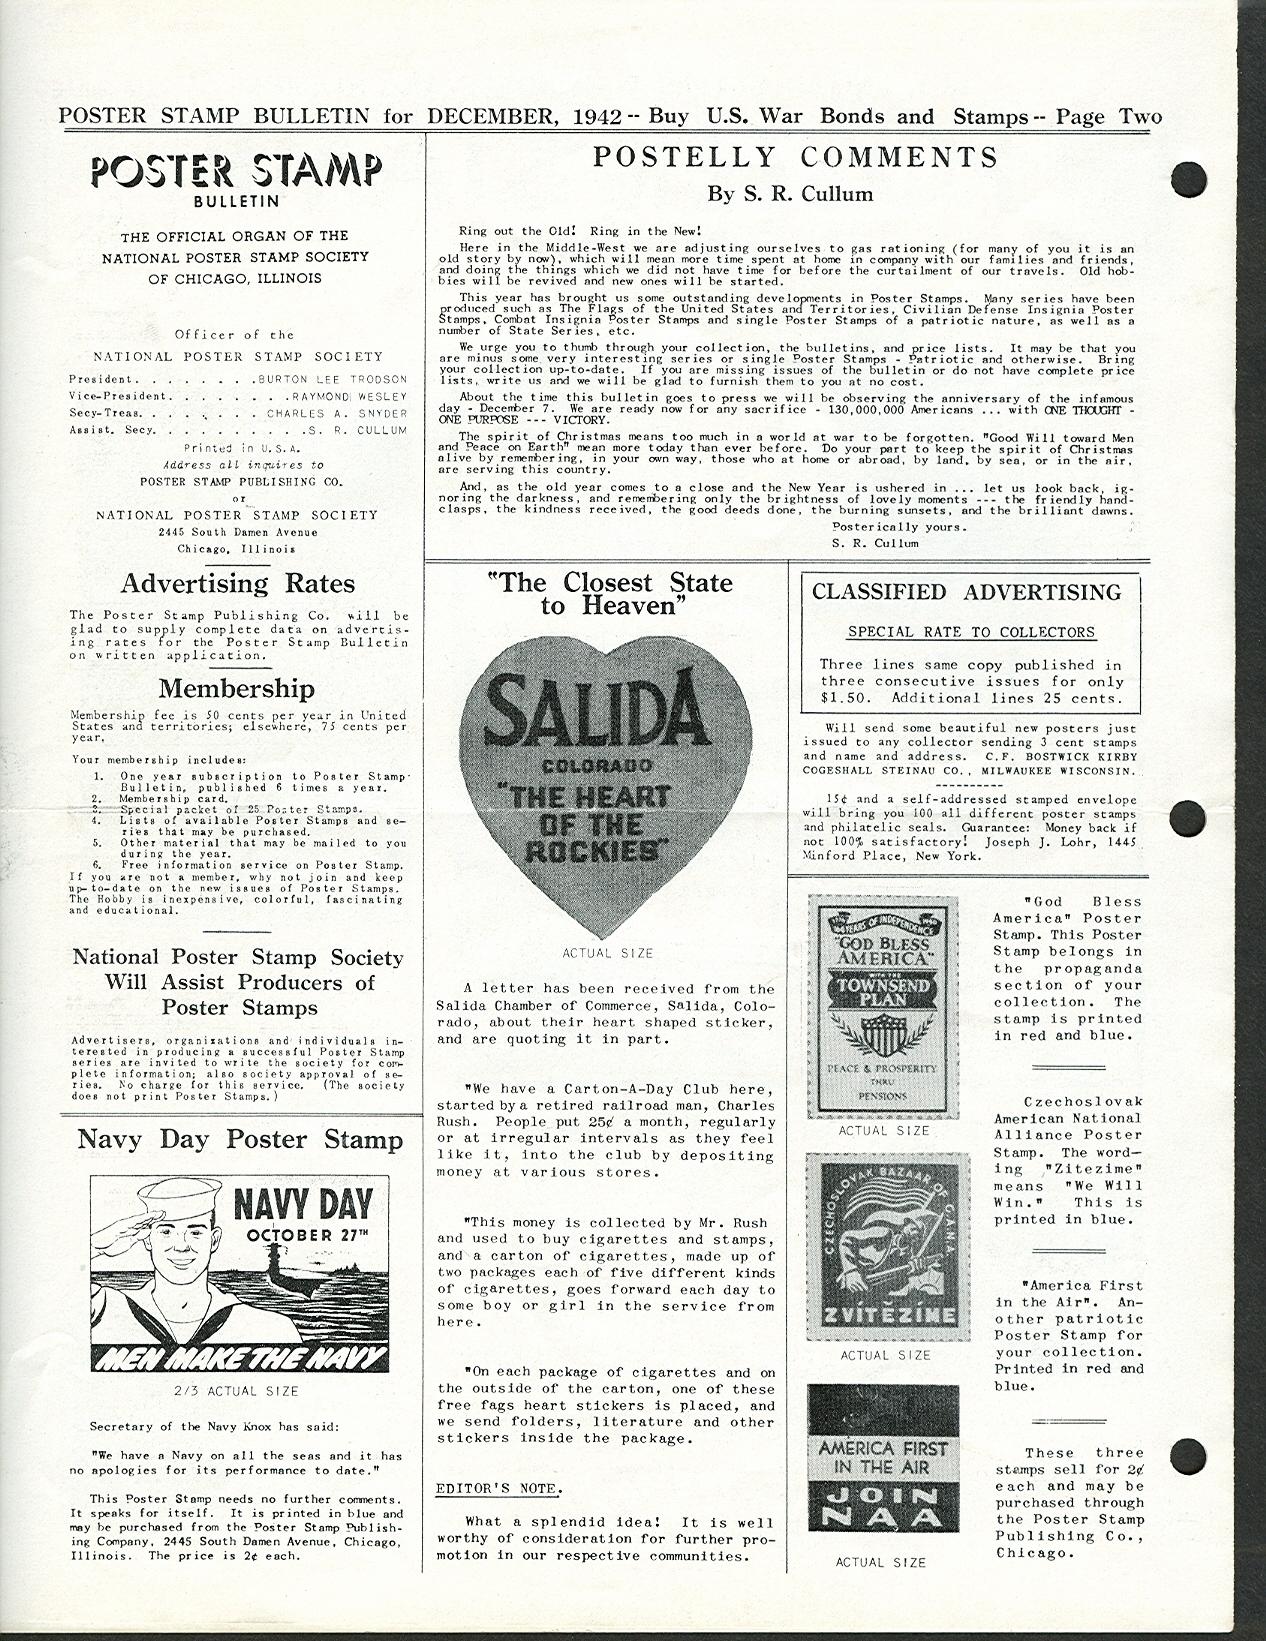 POSTER STAMP BULLETIN for DECEMBER, 1942 -- Buy U.S. War Bonds and Stamps -- Page Two
POSTER STAMP
BULLETIN
THE OFFICIAL ORGAN OF THE
NATIONAL POSTER STAMP SOCIETY
OF CHICAGO, ILLINOIS
Officer of the
NATIONAL POSTER STAMP SOCIETY
President. . . . . . . .BURTON LEE TRODSON
Vice-President. . . . . . . .RAYMOND WESLEY
Secy-Treas. . . . . . . CHARLES A. SNYDER
Assist. Secy. . . . . . . . . .S. R. CULLUM
Printed in U.S.A.
Address all inquires to
POSTER STAMP PUBLISHING CO.
or
NATIONAL POSTER STAMP SOCIETY
2445 South Damen Avenue
Chicago, Illinois
Advertising Rates
The Poster Stamp Publishing Co. will be
glad to supply complete data on advertis-
ing rates for the Poster Stamp Bulletin
on written application.
Membership
Membership fee is 50 cents per year in United
States and territories; elsewhere, 75 cents per
year.
Your membership includes:
1. One year subscription to Poster Stamp
Bulletin, published 6 times a year.
2. Membership card.
3. Special packet of 25 Poster Stamps.
4. Lists of available Poster Stamps and se-
ries that may be purchased.
5. Other material that may be mailed to you
during the year.
6. Free information service on Poster Stamp.
If you are not a member, why not join and keep
up-to-date on the new issues of Poster Stamps.
The Hobby is inexpensive, colorful, fascinating
and educational.
National Poster Stamp Society
Will Assist Producers of
Poster Stamps
Advertisers, organizations and individuals in-
terested in producing a successful Poster Stamp
series are invited to write the society for com-
plete information; also society approval of se-
ries. No charge for this service. (The society
does not print Poster Stamps.)
Navy Day Poster Stamp
NAVY DAY
OCTOBER 27TH
MEN MAKE THE NAVY
2/3 ACTUAL SIZE
Secretary of the Navy Knox has said:
"We have a Navy on all the seas and it has
no apologies for its performance to date."
This Poster Stamp needs no further comments.
It speaks for itself. It is printed in blue and
may be purchased from the Poster Stamp Publish-
ing Company, 2445 South Damen Avenue, Chicago,
Illinois. The price is 2¢ each.
POSTELLY COMMENTS
By S. R. Cullum
Ring out the Old! Ring in the New!
Here in the Middle-West we are adjusting ourselves to gas rationing (for many of you it is an
old story by now), which will mean more time spent at home in company with our families and friends,
and doing the things which we did not have time for before the curtailment of our travels. Old hob-
bies will be revived and new ones will be started.
This year has brought us some outstanding developments in Poster Stamps. Many series have been
produced such as The Flags of the United States and Territories, Civilian Defense Insignia Poster
Stamps, Combat Insignia Poster Stamps and single Poster Stamps of a patriotic nature, as well as a
number of State Series, etc.
We urge you to thumb through your collection, the bulletins, and price lists. It may be that you
are minus some very interesting series or single Poster Stamps - Patriotic and otherwise. Bring
your collection up-to-date. If you are missing issues of the bulletin or do not have complete price
lists, write us and we will be glad to furnish them to you at no cost.
About the time this bulletin goes to press we will be observing the anniversary of the infamous
day - December 7. We are ready now for any sacrifice - 130,000,000 Americans ... with ONE THOUGHT -
ONE PURPOSE --- VICTORY.
The spirit of Christmas means too much in a world at war to be forgotten. "Good Will toward Men
and Peace on Earth" mean more today than ever before. Do your part to keep the spirit of Christmas
alive by remembering, in your own way, those who at home or abroad, by land, by sea, or in the air,
are serving this country.
And, as the old year comes to a close and the New Year is ushered in ... let us look back, ig-
noring the darkness, and remembering only the brightness of lovely moments --- the friendly hand-
clasps, the kindness received, the good deeds done, the burning sunsets, and the brilliant dawns.
Posterically yours.
S. R. Cullum
"The Closest State
to Heaven"
SALIDA
COLORADO
"THE HEART
OF THE
ROCKIES"
ACTUAL SIZE
A letter has been received from the
Salida Chamber of Commerce, Salida, Colo-
rado, about their heart shaped sticker,
and are quoting it in part.
"We have a Carton-A-Day Club here,
started by a retired railroad man, Charles
Rush. People put 25¢ a month, regularly
or at irregular intervals as they feel
like it, into the club by depositing
money at various stores.
"This money is collected by Mr. Rush
and used to buy cigarettes and stamps,
and a carton of cigarettes, made up of
two packages each of five different kinds
of cigarettes, goes forward each day to
some boy or girl in the service from
here.
"On each package of cigarettes and on
the outside of the carton, one of these
free fags heart stickers is placed, and
we send folders, literature and other
stickers inside the package.
EDITOR'S NOTE.
What a splendid idea! It is well
worthy of consideration for further pro-
motion in our respective communities.
CLASSIFIED ADVERTISING
SPECIAL RATE TO COLLECTORS
Three lines same copy published in
three consecutive issues for only
$1.50. Additional lines 25 cents.
Will send some beautiful new posters just
issued to any collector sending 3 cent stamps
and name and address. C.F. BOSTWICK KIRBY
COGESHALL STEINAU CO., MILWAUKEE WISCONSIN.
15¢ and a self-addressed stamped envelope
will bring you 100 all different poster stamps
and philatelic seals. Guarantee: Money back if
not 100% satisfactory! Joseph J. Lohr, 1445
Minford Place, New York.
YEARS OF INDEPENDENCE
"GOD BLESS
AMERICA"
WITH THE
TOWNSEND
PLAN
PEACE & PROSPERITY
THRU
PENSIONS
ACTUAL SIZE
CZECHOSLOVAK BAZAAR OF C.A.N.A.
ZVÍTĚZÍME
ACTUAL SIZE
AMERICA FIRST
IN THE AIR
JOIN
NAA
ACTUAL SIZE
"God Bless
America" Poster
Stamp. This Poster
Stamp belongs in
the propaganda
section of your
collection. The
stamp is printed
in red and blue.
Czechoslovak
American National
Alliance Poster
Stamp. The word-
ing "Zitezime"
means "We Will
Win." This is
printed in blue.
"America First
in the Air". An-
other patriotic
Poster Stamp for
your collection.
Printed in red and
blue.
These three
stamps sell for 2¢
each and may be
purchased through
the Poster Stamp
Publishing Co.,
Chicago.